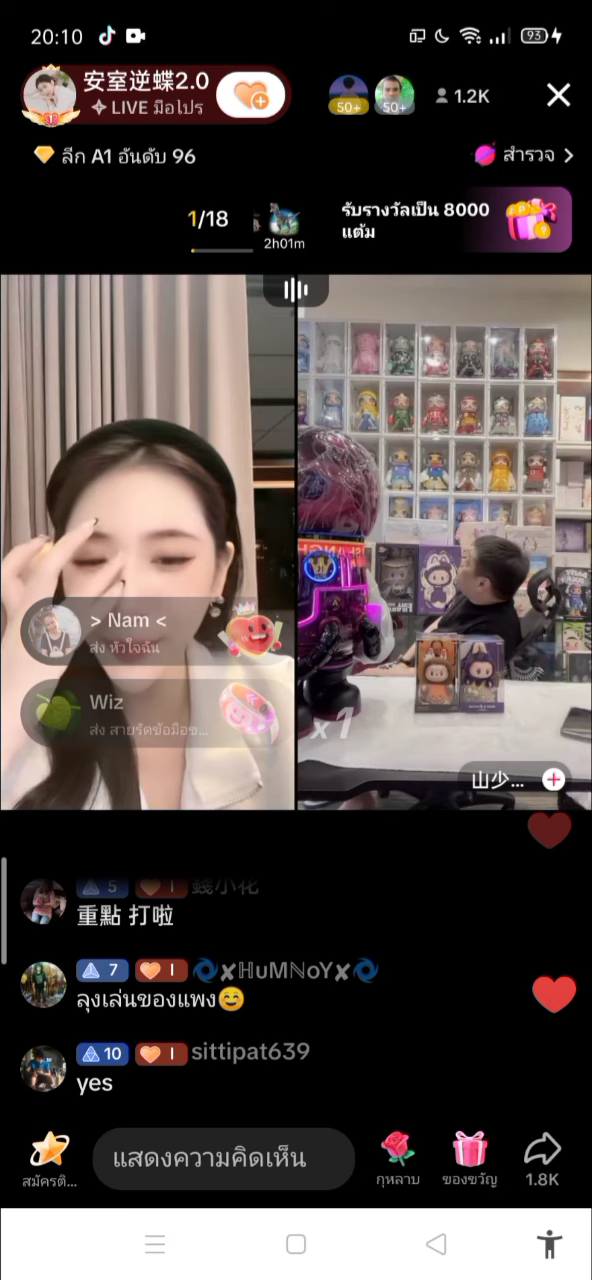 20:10
93
安室逆蝶2.0
LIVE มือโปร
50+
50+
1.2K
ลีก A1 อันดับ 96
สำรวจ
1/18
2h01m
รับรางวัลเป็น 8000
แต้ม
> Nam <
ส่ง หัวใจฉัน
Wiz
ส่ง สายรัดข้อมือข...
x1
山少...
5 I 錢小花
重點 打啦
7 I ✘ℍuMℕoY✘
ลุงเล่นของแพง😊
10 I sittipat639
yes
สมัครติ...
แสดงความคิดเห็น
กุหลาบ
ของขวัญ
1.8K